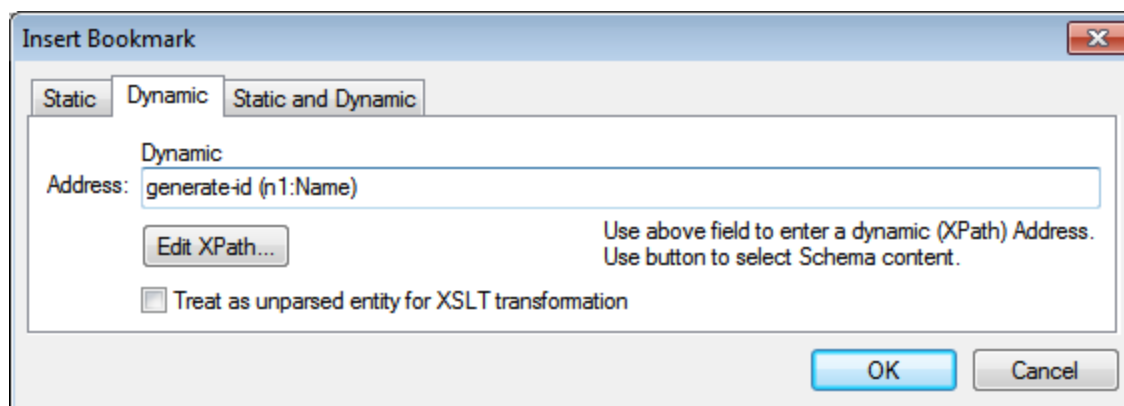 Insert Bookmark
Static Dynamic Static and Dynamic
Dynamic
Address: generate-id (n1:Name)
Edit XPath...
Use above field to enter a dynamic (XPath) Address.
Use button to select Schema content.
Treat as unparsed entity for XSLT transformation
OK Cancel